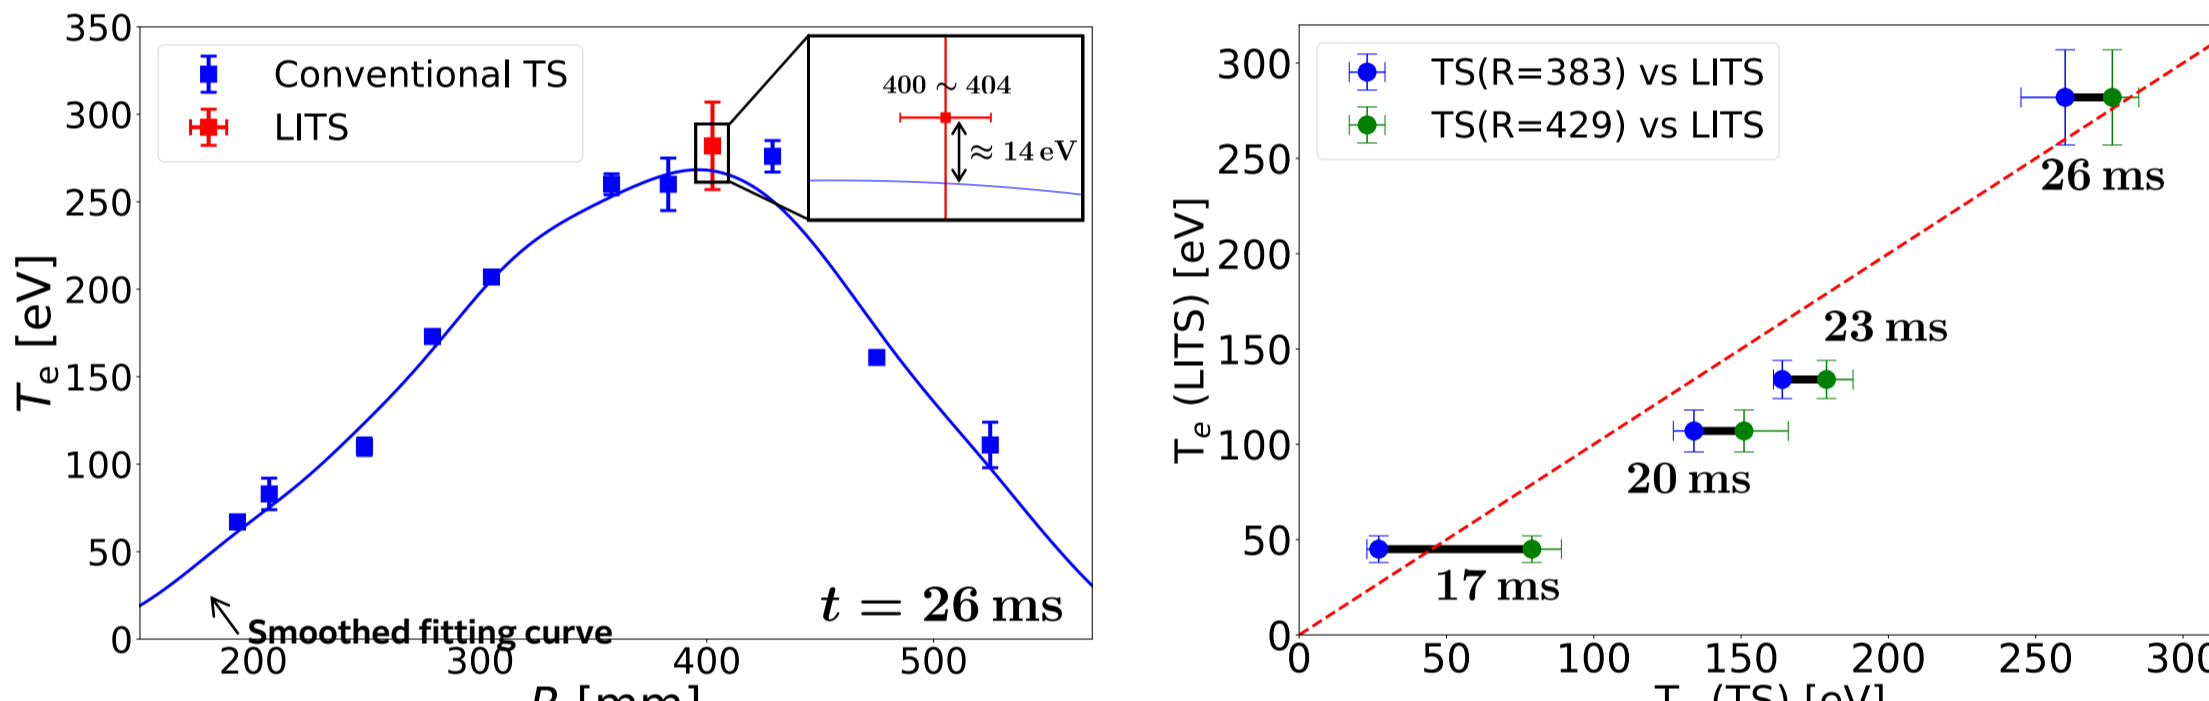 350
300
250
200
150
100
50
0
T_e [eV]
Conventional TS
LITS
400 ~ 404
≈ 14 eV
t = 26 ms
Smoothed fitting curve
200 300 400 500
R [mm]
300
250
200
150
100
50
0
T_e (LITS) [eV]
TS(R=383) vs LITS
TS(R=429) vs LITS
26 ms
23 ms
20 ms
17 ms
0 50 100 150 200 250 300
(TS) [eV]